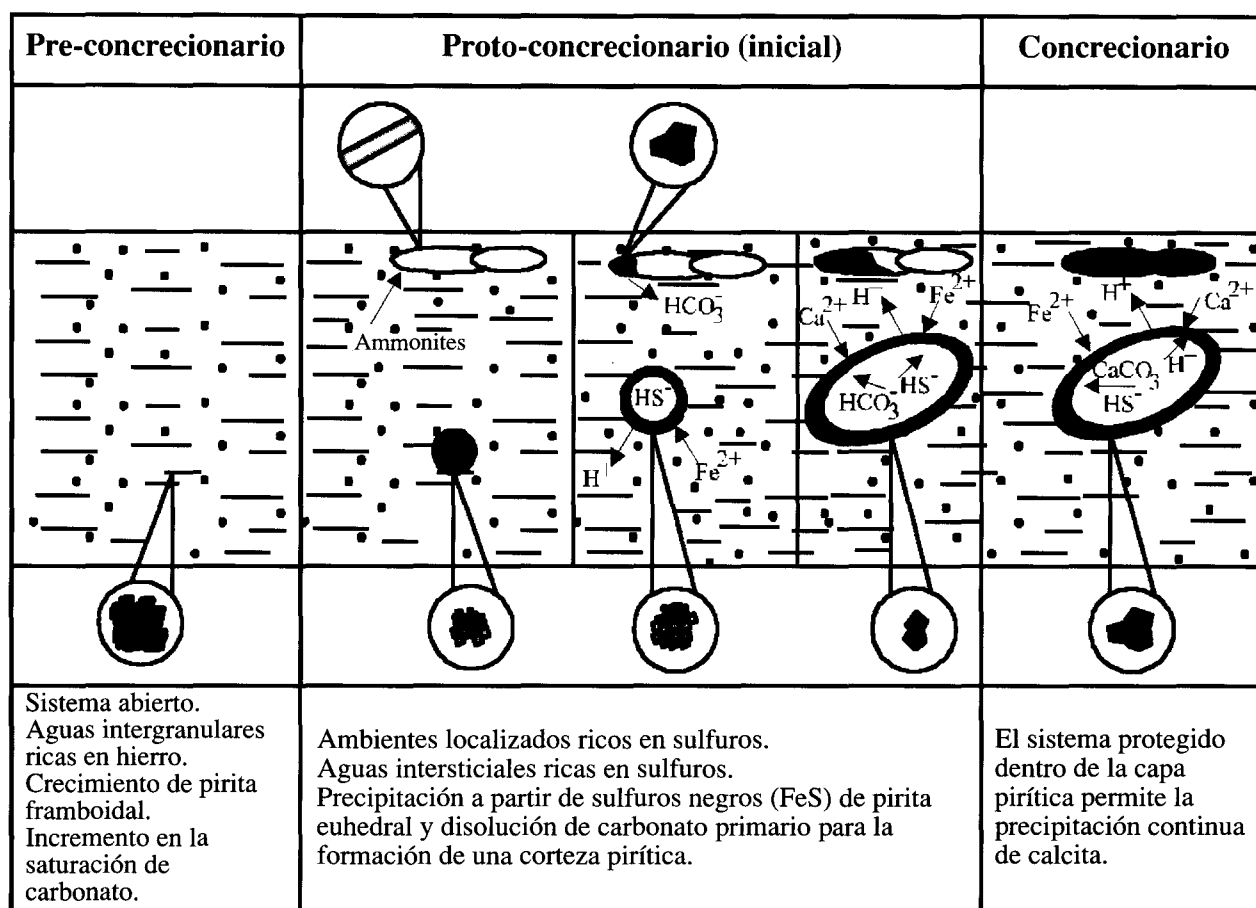 Pre-concrecionario
Proto-concrecionario (inicial)
Concrecionario
Ammonites
HCO₃⁻
HS⁻
H⁺
Fe²⁺
H⁻
Fe²⁺
Ca²⁺
HS⁻
HCO₃⁻
H⁺
Ca²⁺
Fe²⁺
CaCO₃
H⁻
HS⁻
Sistema abierto.
Aguas intergranulares
ricas en hierro.
Crecimiento de pirita
framboidal.
Incremento en la
saturación de
carbonato.
Ambientes localizados ricos en sulfuros.
Aguas intersticiales ricas en sulfuros.
Precipitación a partir de sulfuros negros (FeS) de pirita
euhedral y disolución de carbonato primario para la
formación de una corteza pirítica.
El sistema protegido
dentro de la capa
pirítica permite la
precipitación continua
de calcita.